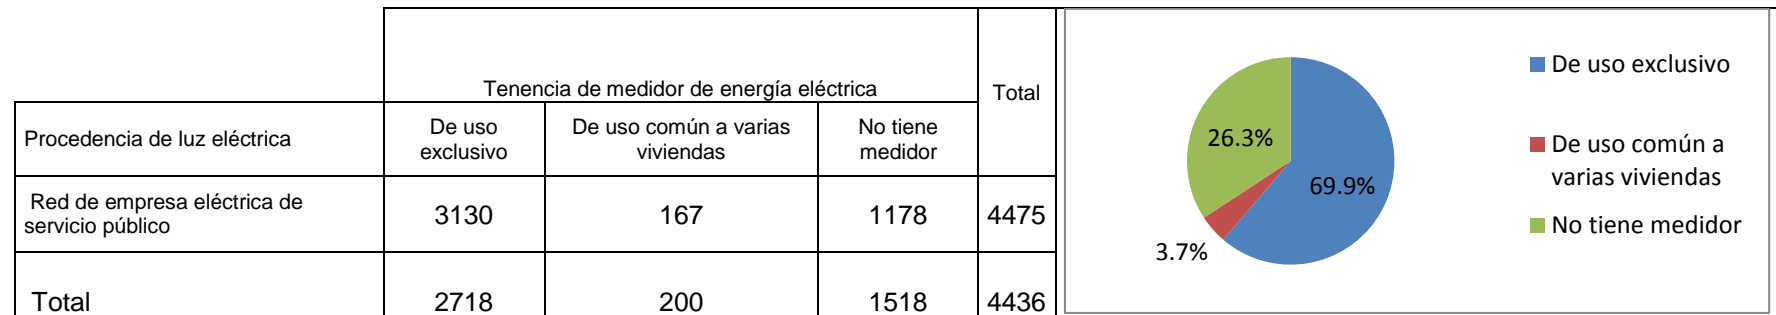 Tenencia de medidor de energía eléctrica
Total
Procedencia de luz eléctrica
De uso
exclusivo
De uso común a varias
viviendas
No tiene
medidor
Red de empresa eléctrica de
servicio público
3130
167
1178
4475
Total
2718
200
1518
4436
26.3%
69.9%
3.7%
De uso exclusivo
De uso común a
varias viviendas
No tiene medidor